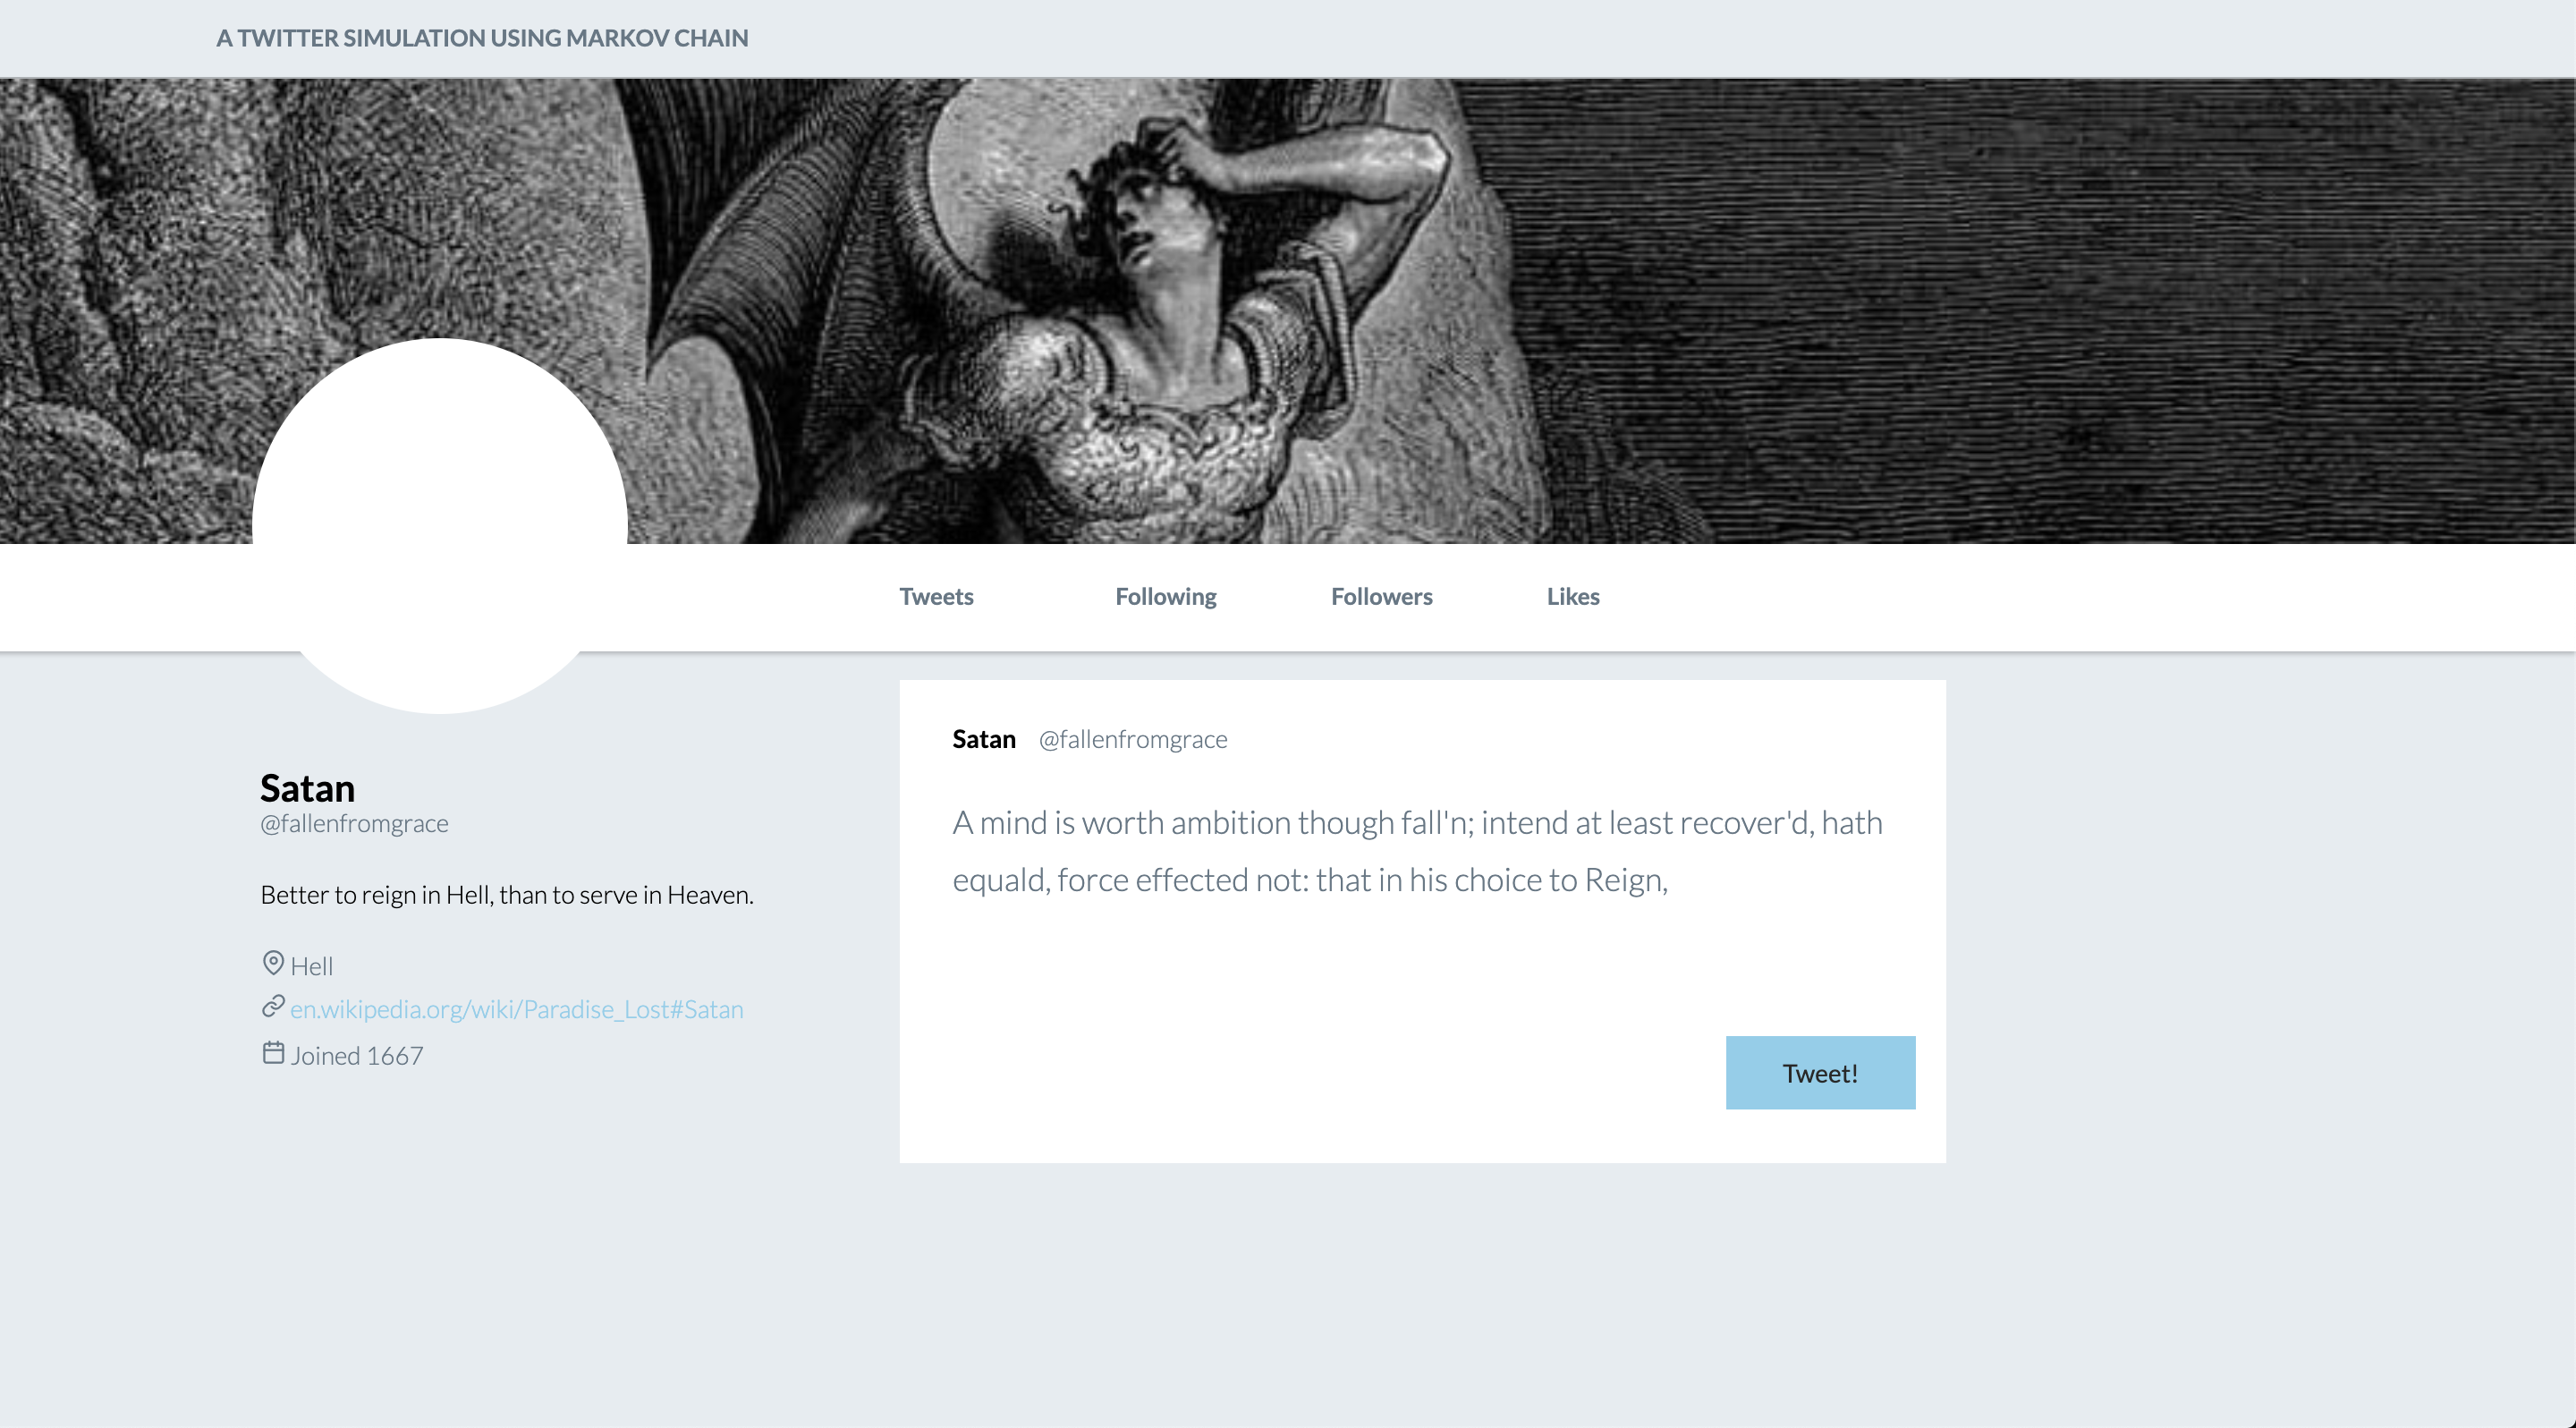 A TWITTER SIMULATION USING MARKOV CHAIN
Tweets Following Followers Likes
Satan
@fallenfromgrace
Better to reign in Hell, than to serve in Heaven.
Hell
en.wikipedia.org/wiki/Paradise_Lost#Satan
Joined 1667
Satan @fallenfromgrace
A mind is worth ambition though fall'n; intend at least recover'd, hath
equald, force effected not: that in his choice to Reign,
Tweet!